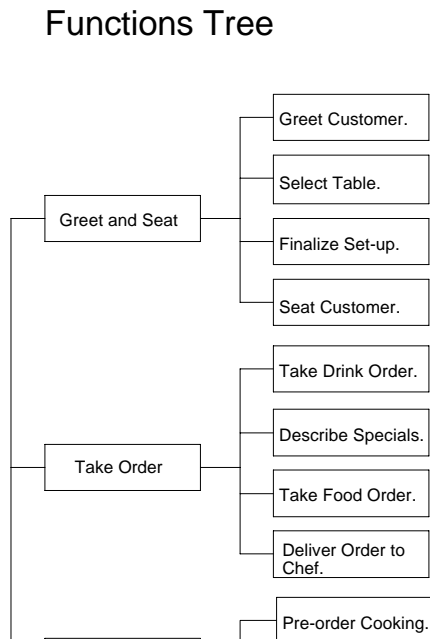 Functions Tree
Greet and Seat
Greet Customer.
Select Table.
Finalize Set-up.
Seat Customer.
Take Order
Take Drink Order.
Describe Specials.
Take Food Order.
Deliver Order to
Chef.
Pre-order Cooking.